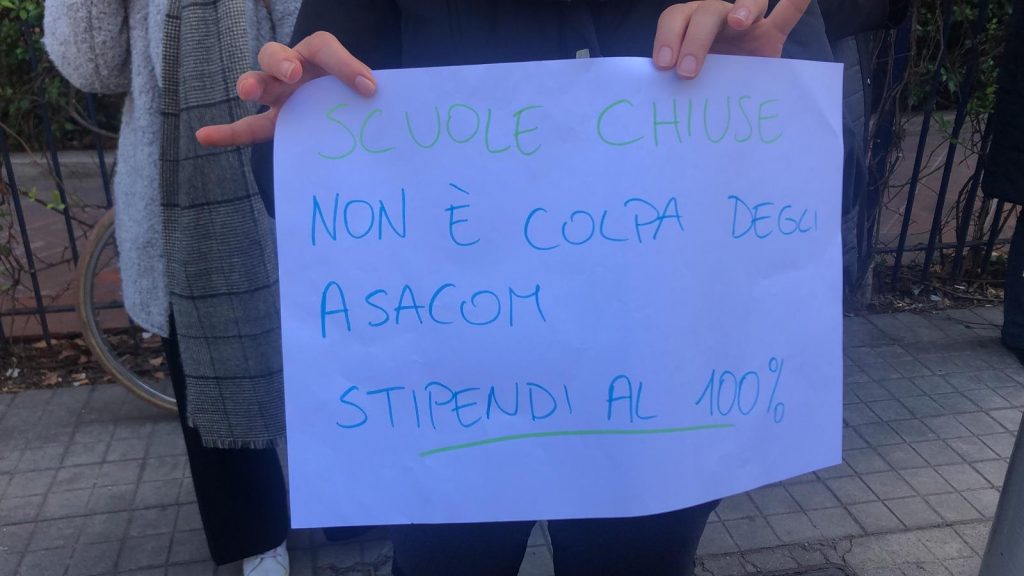 SCUOLE CHIUSE
NON È COLPA DEGLI
ASACOM
STIPENDI AL 100%